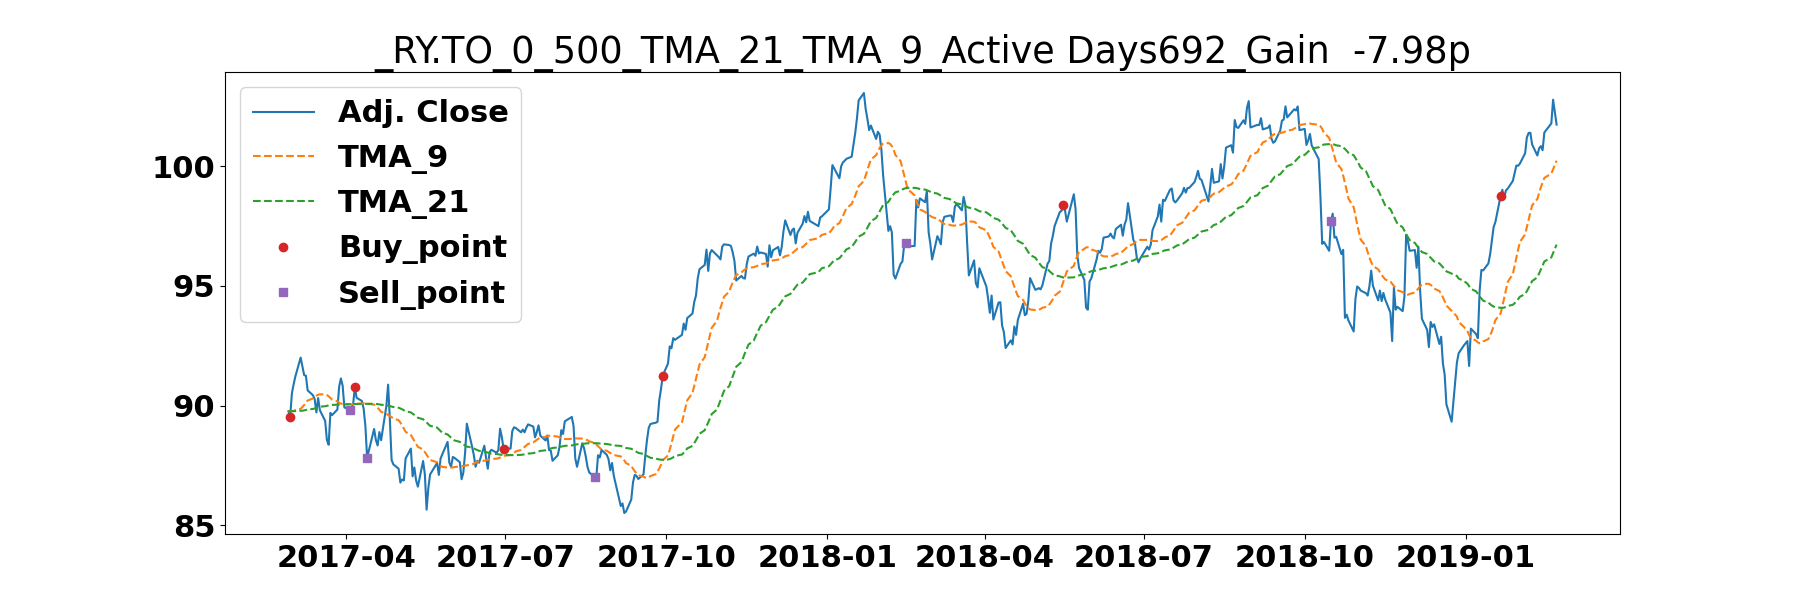 _RY.TO_0_500_TMA_21_TMA_9_Active Days692_Gain  -7.98p
Adj. Close
TMA_9
TMA_21
Buy_point
Sell_point
100
95
90
85
2017-04 2017-07 2017-10 2018-01 2018-04 2018-07 2018-10 2019-01